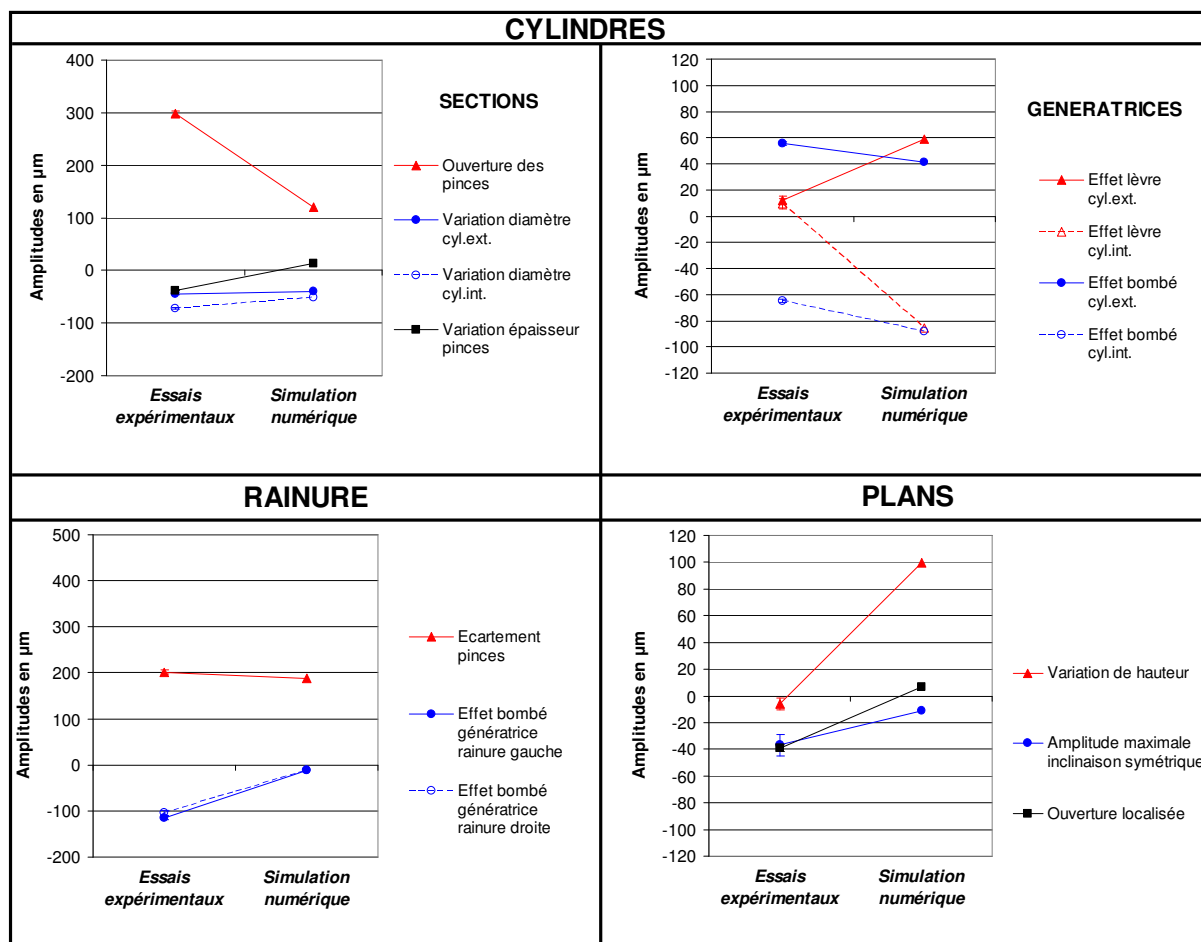 CYLINDRES
400
300
200
100
0
-100
-200
Amplitudes en µm
Essais
expérimentaux
Simulation
numérique
SECTIONS
Ouverture des
pinces
Variation diamètre
cyl.ext.
Variation diamètre
cyl.int.
Variation épaisseur
pinces
120
100
80
60
40
20
0
-20
-40
-60
-80
-100
-120
Amplitudes en µm
Essais
expérimentaux
Simulation
numérique
GENERATRICES
Effet lèvre
cyl.ext.
Effet lèvre
cyl.int.
Effet bombé
cyl.ext.
Effet bombé
cyl.int.
RAINURE
500
400
300
200
100
0
-100
-200
Amplitudes en µm
Essais
expérimentaux
Simulation
numérique
Ecartement
pinces
Effet bombé
génératrice
rainure gauche
Effet bombé
génératrice
rainure droite
PLANS
120
100
80
60
40
20
0
-20
-40
-60
-80
-100
-120
Amplitudes en µm
Essais
expérimentaux
Simulation
numérique
Variation de hauteur
Amplitude maximale
inclinaison symétrique
Ouverture localisée